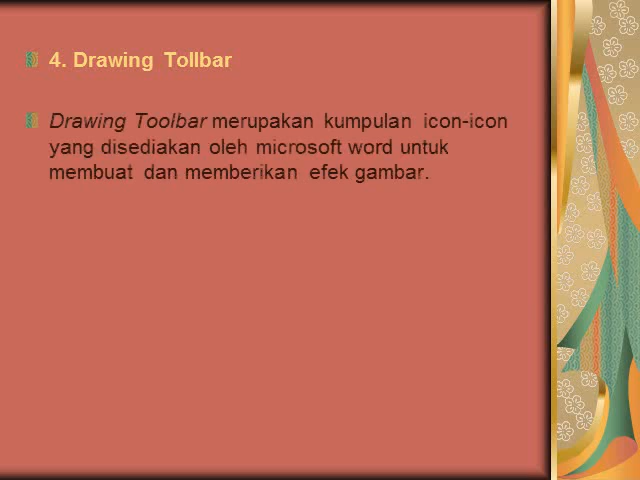 4. Drawing Tollbar
Drawing Toolbar merupakan kumpulan icon-icon
yang disediakan oleh microsoft word untuk
membuat dan memberikan efek gambar.